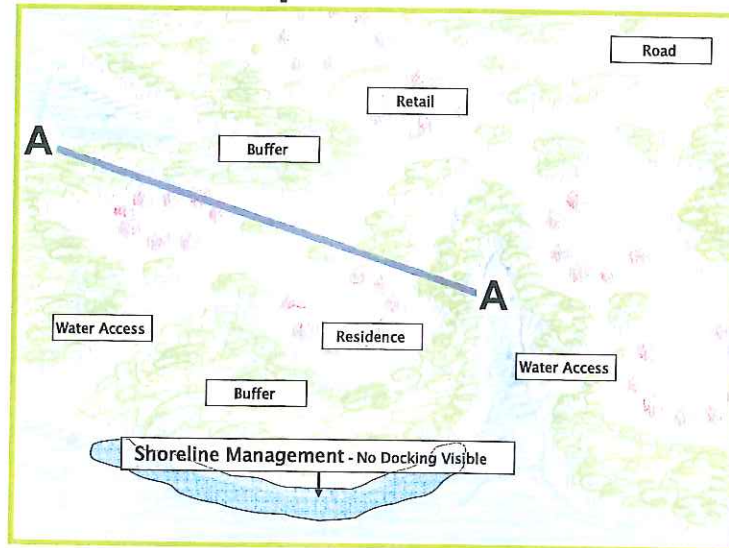 Road
Retail
Buffer
A
A
Water Access
Residence
Water Access
Buffer
Shoreline Management - No Docking Visible